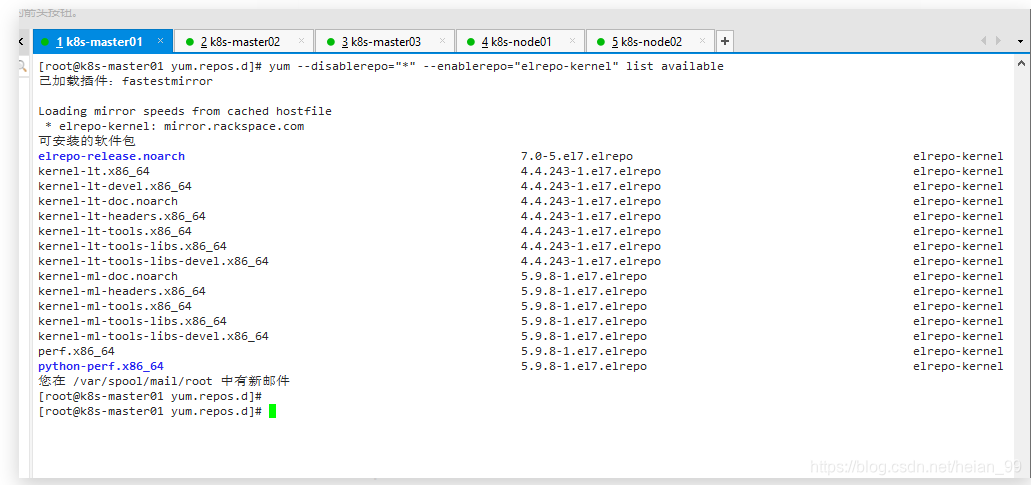 的箭头按钮。
1 k8s-master01 × 2 k8s-master02 × 3 k8s-master03 × 4 k8s-node01 × 5 k8s-node02 × +
[root@k8s-master01 yum.repos.d]# yum --disablerepo="*" --enablerepo="elrepo-kernel" list available
已加载插件：fastestmirror
Loading mirror speeds from cached hostfile
* elrepo-kernel: mirror.rackspace.com
可安装的软件包
elrepo-release.noarch 7.0-5.el7.elrepo elrepo-kernel
kernel-lt.x86_64 4.4.243-1.el7.elrepo elrepo-kernel
kernel-lt-devel.x86_64 4.4.243-1.el7.elrepo elrepo-kernel
kernel-lt-doc.noarch 4.4.243-1.el7.elrepo elrepo-kernel
kernel-lt-headers.x86_64 4.4.243-1.el7.elrepo elrepo-kernel
kernel-lt-tools.x86_64 4.4.243-1.el7.elrepo elrepo-kernel
kernel-lt-tools-libs.x86_64 4.4.243-1.el7.elrepo elrepo-kernel
kernel-lt-tools-libs-devel.x86_64 4.4.243-1.el7.elrepo elrepo-kernel
kernel-ml-doc.noarch 5.9.8-1.el7.elrepo elrepo-kernel
kernel-ml-headers.x86_64 5.9.8-1.el7.elrepo elrepo-kernel
kernel-ml-tools.x86_64 5.9.8-1.el7.elrepo elrepo-kernel
kernel-ml-tools-libs.x86_64 5.9.8-1.el7.elrepo elrepo-kernel
kernel-ml-tools-libs-devel.x86_64 5.9.8-1.el7.elrepo elrepo-kernel
perf.x86_64 5.9.8-1.el7.elrepo elrepo-kernel
python-perf.x86_64 5.9.8-1.el7.elrepo elrepo-kernel
您在 /var/spool/mail/root 中有新邮件
[root@k8s-master01 yum.repos.d]#
[root@k8s-master01 yum.repos.d]#
https://blog.csdn.net/heian_99